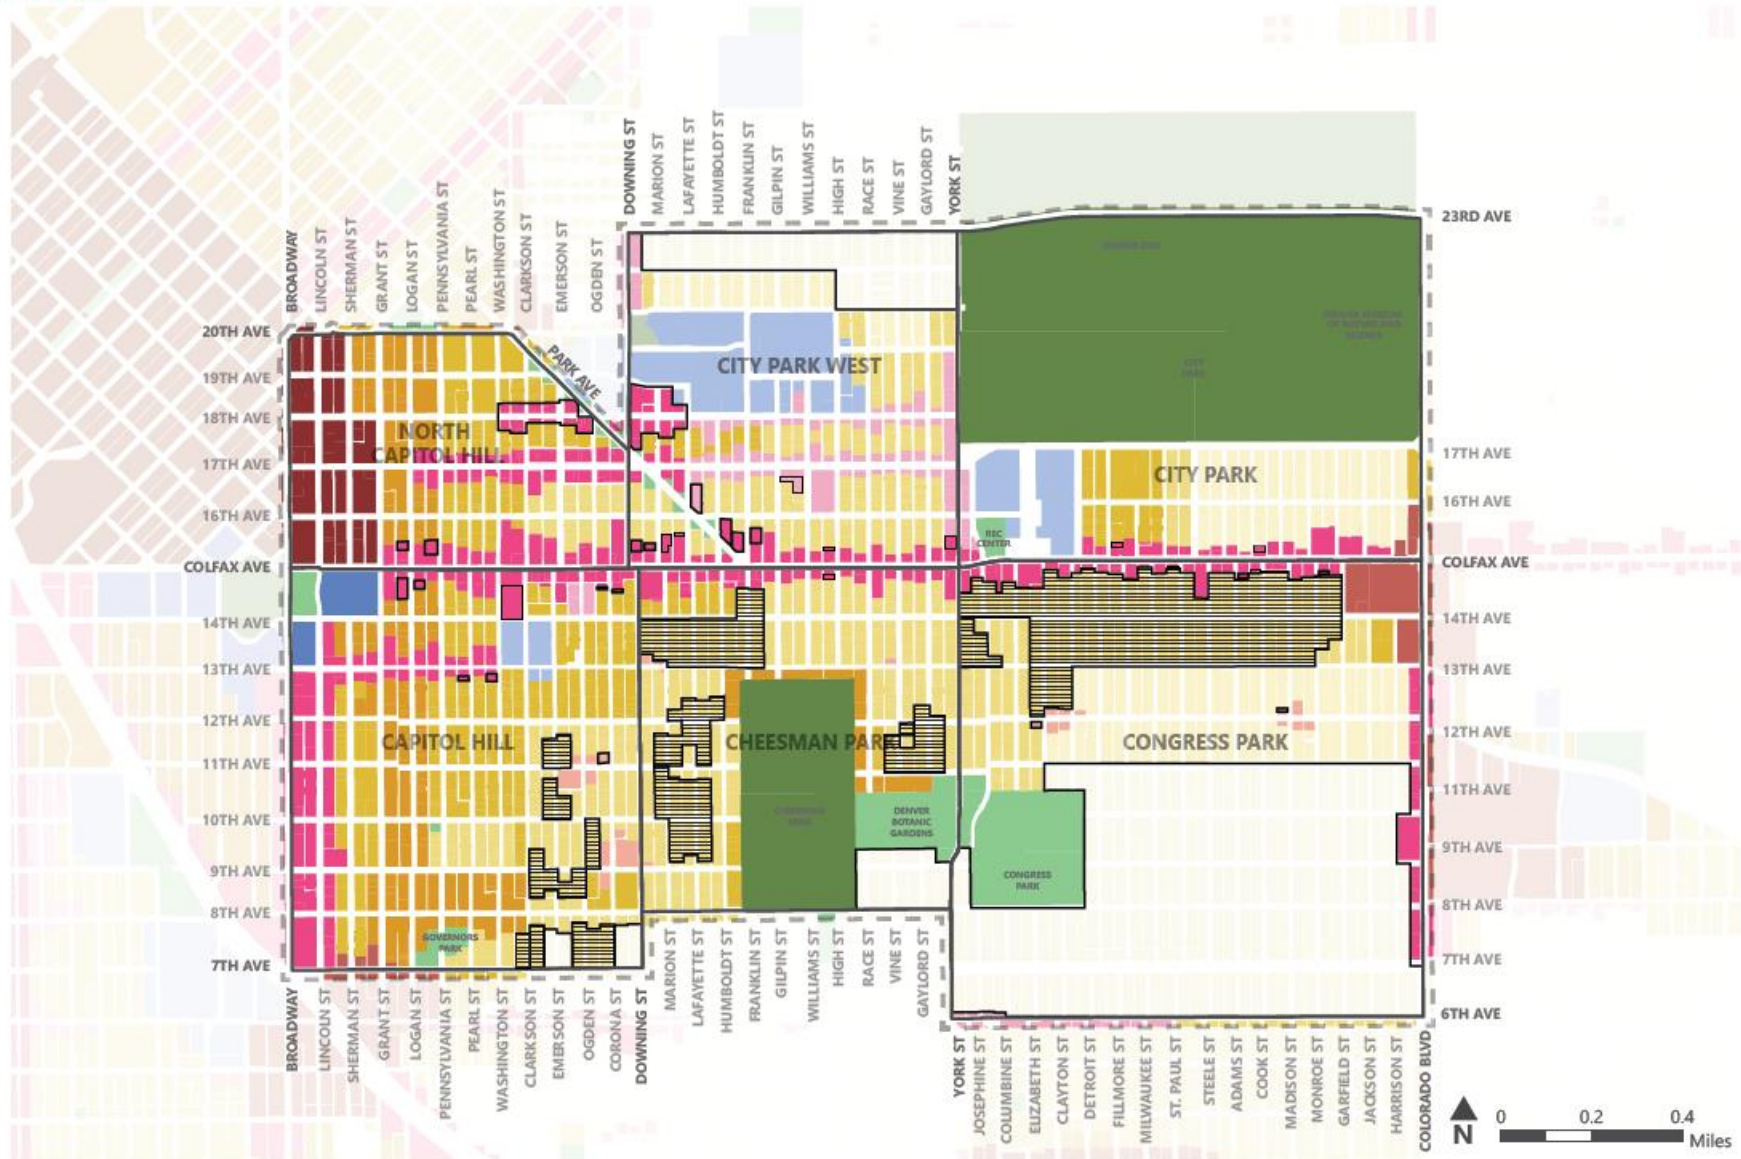 DOWNING ST
MARION ST
LAFAYETTE ST
HUMBOLDT ST
FRANKLIN ST
GILPIN ST
WILLIAMS ST
HIGH ST
RACE ST
VINE ST
GAYLORD ST
YORK ST
BROADWAY
LINCOLN ST
SHERMAN ST
GRANT ST
LOGAN ST
PENNSYLVANIA ST
PEARL ST
WASHINGTON ST
CLARKSON ST
EMERSON ST
OGDEN ST
23RD AVE
20TH AVE
19TH AVE
18TH AVE
17TH AVE
16TH AVE
COLFAX AVE
14TH AVE
13TH AVE
12TH AVE
11TH AVE
10TH AVE
9TH AVE
8TH AVE
7TH AVE
PARK AVE
CITY PARK WEST
NORTH
CAPITOL HILL
CITY
PARK
CITY PARK
REC
CENTER
17TH AVE
16TH AVE
COLFAX AVE
14TH AVE
13TH AVE
12TH AVE
11TH AVE
9TH AVE
8TH AVE
7TH AVE
6TH AVE
CAPITOL HILL
CHEESMAN PARK
CONGRESS PARK
CHEESMAN
PARK
DENVER
BOTANIC
GARDENS
CONGRESS
PARK
GOVERNORS
PARK
BROADWAY
LINCOLN ST
SHERMAN ST
GRANT ST
LOGAN ST
PENNSYLVANIA ST
PEARL ST
WASHINGTON ST
CLARKSON ST
EMERSON ST
OGDEN ST
CORONA ST
DOWNING ST
MARION ST
LAFAYETTE ST
HUMBOLDT ST
FRANKLIN ST
GILPIN ST
WILLIAMS ST
HIGH ST
RACE ST
VINE ST
GAYLORD ST
YORK ST
JOSEPHINE ST
COLUMBINE ST
ELIZABETH ST
CLAYTON ST
DETROIT ST
FILLMORE ST
MILWAUKEE ST
ST. PAUL ST
STEELE ST
ADAMS ST
COOK ST
MADISON ST
MONROE ST
GARFIELD ST
JACKSON ST
HARRISON ST
COLORADO BLVD
N
0 0.2 0.4
Miles